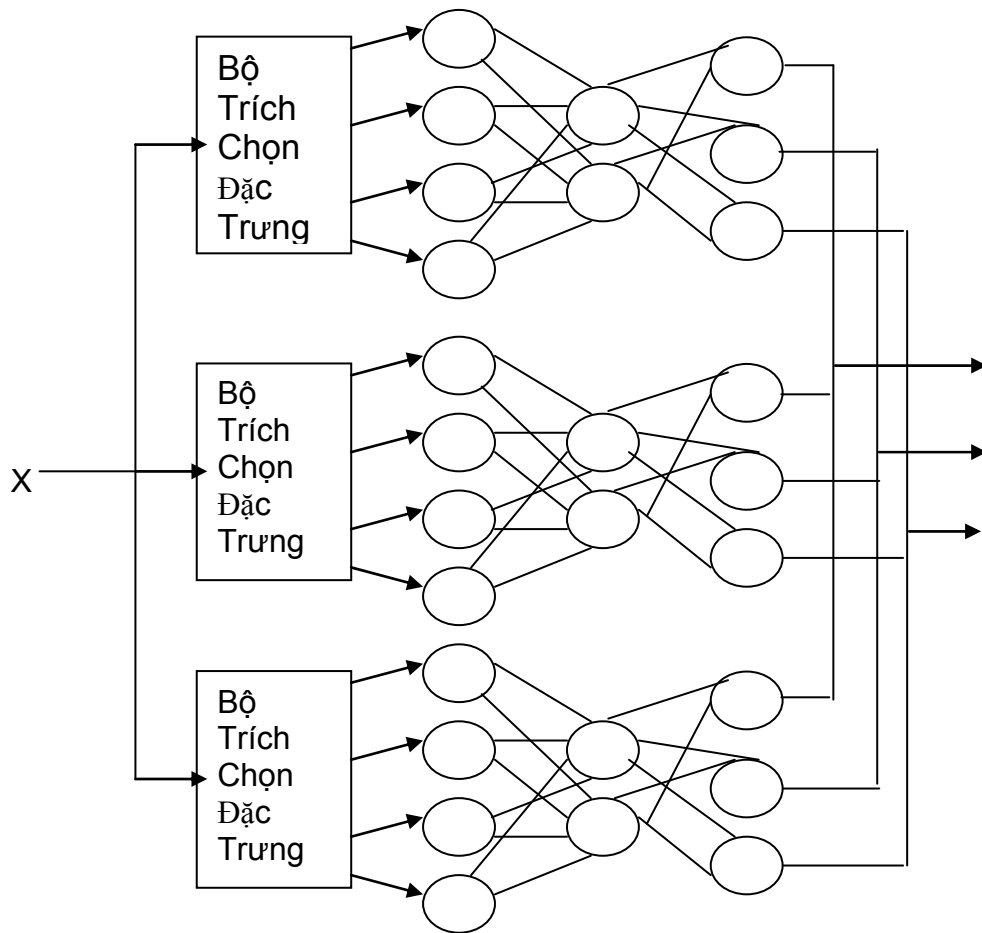 Bộ
Trích
Chọn
Đặc
Trưng
X
Bộ
Trích
Chọn
Đặc
Trưng
Bộ
Trích
Chọn
Đặc
Trưng